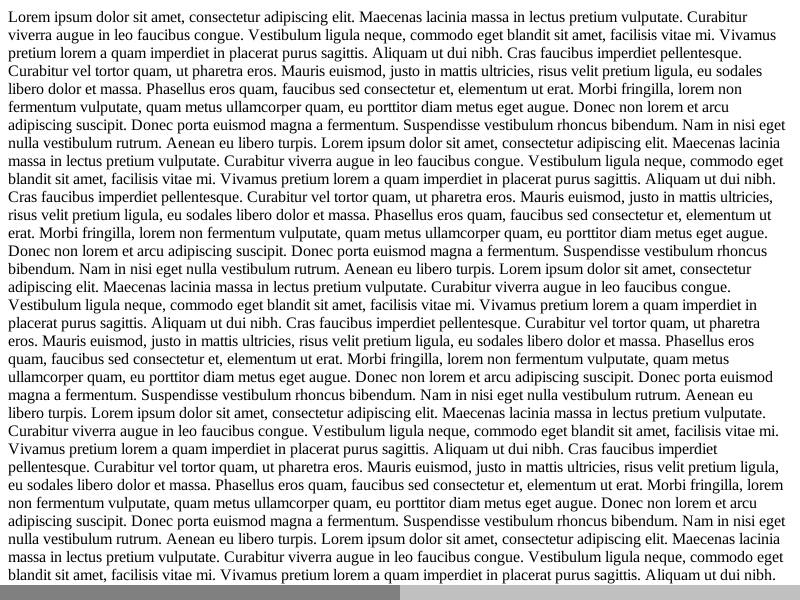 Lorem ipsum dolor sit amet, consectetur adipiscing elit. Maecenas lacinia massa in lectus pretium vulputate. Curabitur
viverra augue in leo faucibus congue. Vestibulum ligula neque, commodo eget blandit sit amet, facilisis vitae mi. Vivamus
pretium lorem a quam imperdiet in placerat purus sagittis. Aliquam ut dui nibh. Cras faucibus imperdiet pellentesque.
Curabitur vel tortor quam, ut pharetra eros. Mauris euismod, justo in mattis ultricies, risus velit pretium ligula, eu sodales
libero dolor et massa. Phasellus eros quam, faucibus sed consectetur et, elementum ut erat. Morbi fringilla, lorem non
fermentum vulputate, quam metus ullamcorper quam, eu porttitor diam metus eget augue. Donec non lorem et arcu
adipiscing suscipit. Donec porta euismod magna a fermentum. Suspendisse vestibulum rhoncus bibendum. Nam in nisi eget
nulla vestibulum rutrum. Aenean eu libero turpis. Lorem ipsum dolor sit amet, consectetur adipiscing elit. Maecenas lacinia
massa in lectus pretium vulputate. Curabitur viverra augue in leo faucibus congue. Vestibulum ligula neque, commodo eget
blandit sit amet, facilisis vitae mi. Vivamus pretium lorem a quam imperdiet in placerat purus sagittis. Aliquam ut dui nibh.
Cras faucibus imperdiet pellentesque. Curabitur vel tortor quam, ut pharetra eros. Mauris euismod, justo in mattis ultricies,
risus velit pretium ligula, eu sodales libero dolor et massa. Phasellus eros quam, faucibus sed consectetur et, elementum ut
erat. Morbi fringilla, lorem non fermentum vulputate, quam metus ullamcorper quam, eu porttitor diam metus eget augue.
Donec non lorem et arcu adipiscing suscipit. Donec porta euismod magna a fermentum. Suspendisse vestibulum rhoncus
bibendum. Nam in nisi eget nulla vestibulum rutrum. Aenean eu libero turpis. Lorem ipsum dolor sit amet, consectetur
adipiscing elit. Maecenas lacinia massa in lectus pretium vulputate. Curabitur viverra augue in leo faucibus congue.
Vestibulum ligula neque, commodo eget blandit sit amet, facilisis vitae mi. Vivamus pretium lorem a quam imperdiet in
placerat purus sagittis. Aliquam ut dui nibh. Cras faucibus imperdiet pellentesque. Curabitur vel tortor quam, ut pharetra
eros. Mauris euismod, justo in mattis ultricies, risus velit pretium ligula, eu sodales libero dolor et massa. Phasellus eros
quam, faucibus sed consectetur et, elementum ut erat. Morbi fringilla, lorem non fermentum vulputate, quam metus
ullamcorper quam, eu porttitor diam metus eget augue. Donec non lorem et arcu adipiscing suscipit. Donec porta euismod
magna a fermentum. Suspendisse vestibulum rhoncus bibendum. Nam in nisi eget nulla vestibulum rutrum. Aenean eu
libero turpis. Lorem ipsum dolor sit amet, consectetur adipiscing elit. Maecenas lacinia massa in lectus pretium vulputate.
Curabitur viverra augue in leo faucibus congue. Vestibulum ligula neque, commodo eget blandit sit amet, facilisis vitae mi.
Vivamus pretium lorem a quam imperdiet in placerat purus sagittis. Aliquam ut dui nibh. Cras faucibus imperdiet
pellentesque. Curabitur vel tortor quam, ut pharetra eros. Mauris euismod, justo in mattis ultricies, risus velit pretium ligula,
eu sodales libero dolor et massa. Phasellus eros quam, faucibus sed consectetur et, elementum ut erat. Morbi fringilla, lorem
non fermentum vulputate, quam metus ullamcorper quam, eu porttitor diam metus eget augue. Donec non lorem et arcu
adipiscing suscipit. Donec porta euismod magna a fermentum. Suspendisse vestibulum rhoncus bibendum. Nam in nisi eget
nulla vestibulum rutrum. Aenean eu libero turpis. Lorem ipsum dolor sit amet, consectetur adipiscing elit. Maecenas lacinia
massa in lectus pretium vulputate. Curabitur viverra augue in leo faucibus congue. Vestibulum ligula neque, commodo eget
blandit sit amet, facilisis vitae mi. Vivamus pretium lorem a quam imperdiet in placerat purus sagittis. Aliquam ut dui nibh.